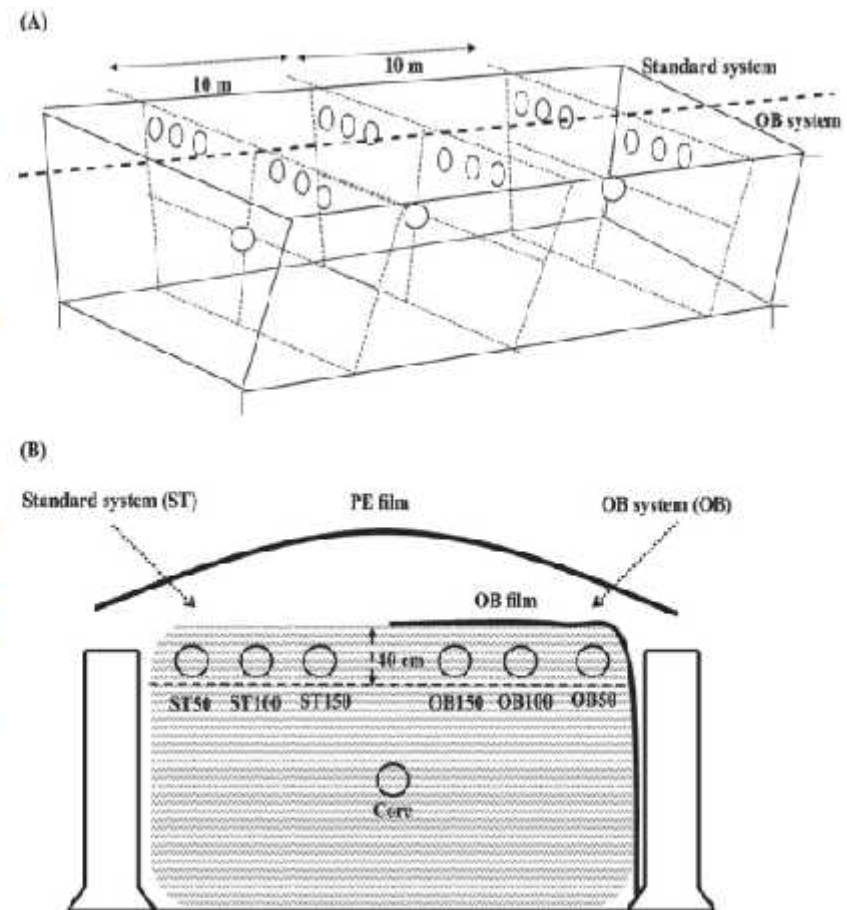 (A)
10 m
10 m
Standard system
OB system
(B)
Standard system (ST)
PE film
OB system (OB)
OB film
40 cm
ST50 ST100 ST150
OB150 OB100 OB50
Core